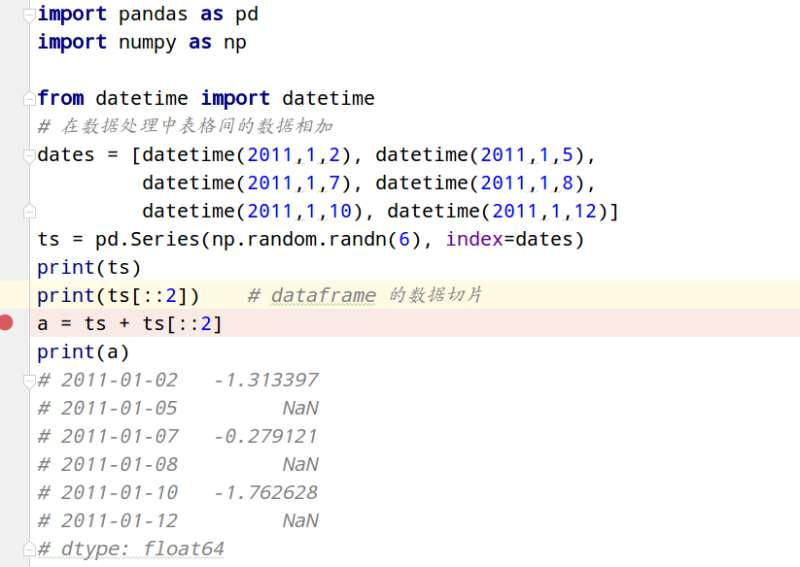 import pandas as pd
import numpy as np
from datetime import datetime
# 在数据处理中表格间的数据相加
dates = [datetime(2011,1,2), datetime(2011,1,5),
datetime(2011,1,7), datetime(2011,1,8),
datetime(2011,1,10), datetime(2011,1,12)]
ts = pd.Series(np.random.randn(6), index=dates)
print(ts)
print(ts[::2])    # dataframe 的数据切片
a = ts + ts[::2]
print(a)
# 2011-01-02   -1.313397
# 2011-01-05         NaN
# 2011-01-07   -0.279121
# 2011-01-08         NaN
# 2011-01-10   -1.762628
# 2011-01-12         NaN
# dtype: float64